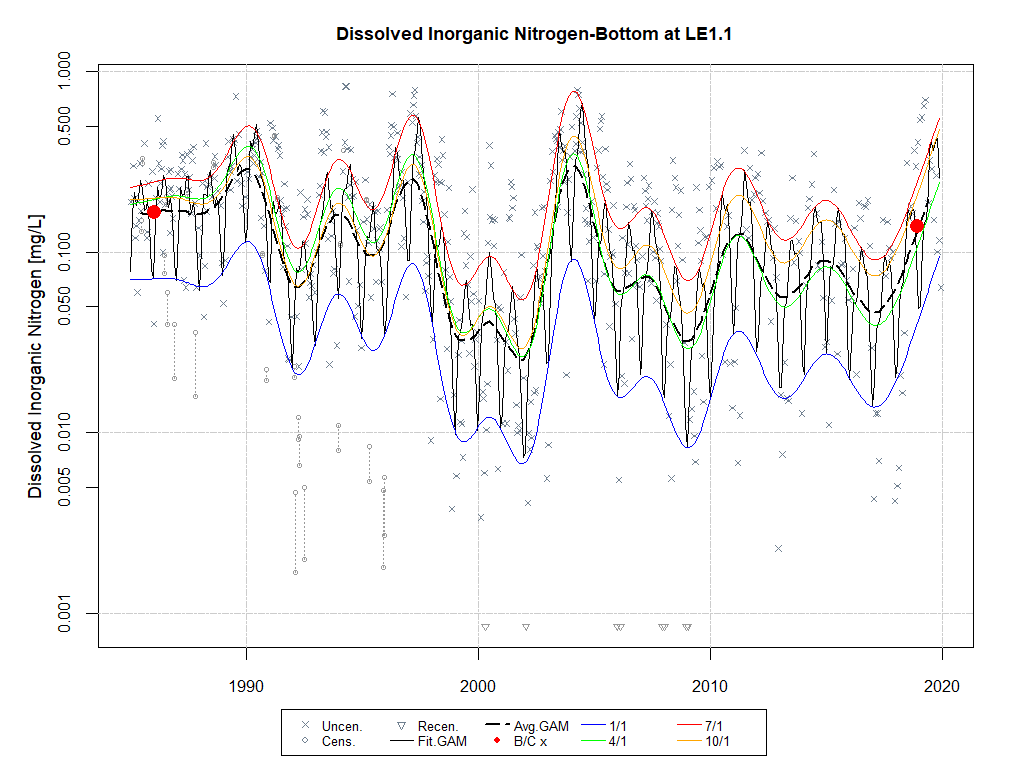 Dissolved Inorganic Nitrogen-Bottom at LE1.1
Dissolved Inorganic Nitrogen [mg/L]
1.000
0.500
0.100
0.050
0.010
0.005
0.001
1990 2000 2010 2020
Uncen. Recen. Avg.GAM 1/1 7/1
Cens. Fit.GAM B/C x 4/1 10/1